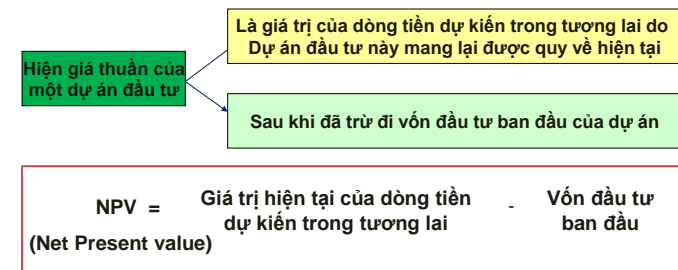 Hiện giá thuần của
một dự án đầu tư
Là giá trị của dòng tiền dự kiến trong tương lai do
Dự án đầu tư này mang lại được quy về hiện tại
Sau khi đã trừ đi vốn đầu tư ban đầu của dự án
NPV =
(Net Present value)
Giá trị hiện tại của dòng tiền
dự kiến trong tương lai
-
Vốn đầu tư
ban đầu